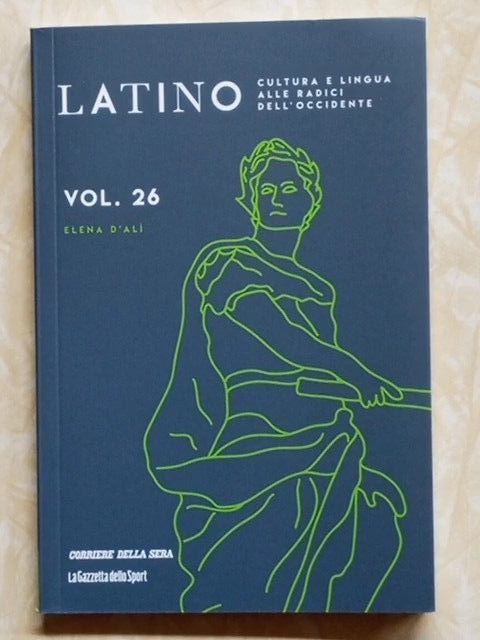 LATINO
CULTURA E LINGUA
ALLE RADICI
DELL'OCCIDENTE
VOL. 26
ELENA D'ALÌ
CORRIERE DELLA SERA
La Gazzetta dello Sport